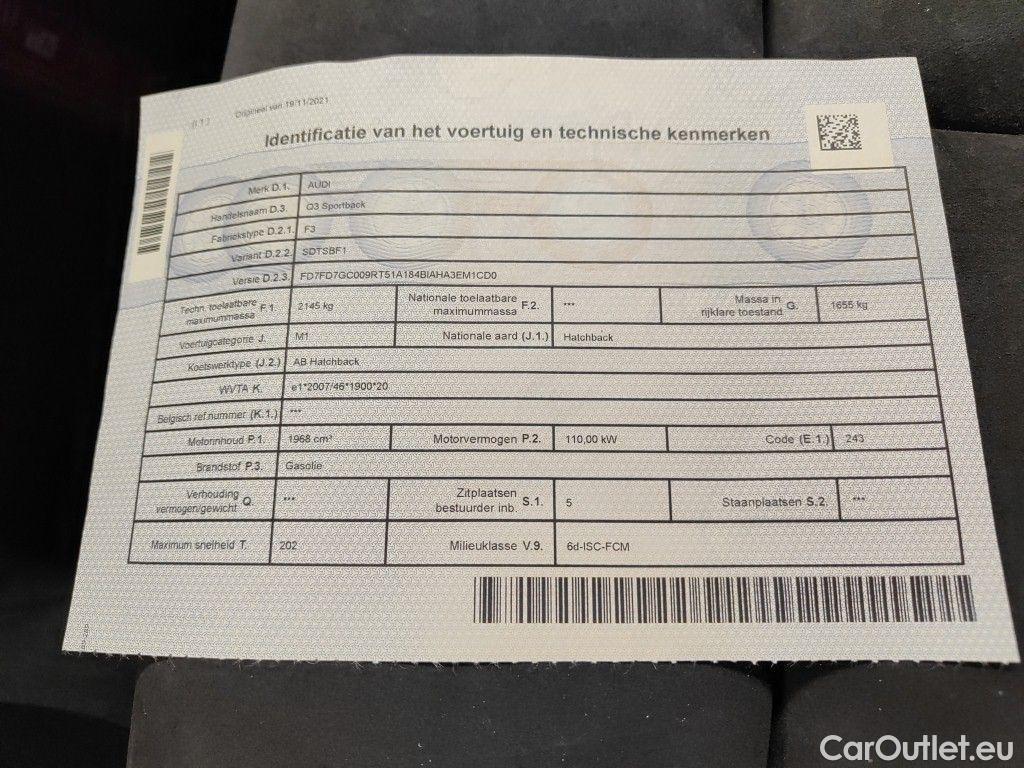 (I.1.) Origineel van 19/11/2021
Identificatie van het voertuig en technische kenmerken
Merk D.1. AUDI
Handelsnaam D.3. Q3 Sportback
Fabriekstype D.2.1. F3
Variant D.2.2. SDTSBF1
Versie D.2.3. FD7FD7GC009RT51A184BIAHA3EM1CD0
Techn. toelaatbare maximummassa F.1. 2145 kg Nationale toelaatbare maximummassa F.2. *** Massa in rijklare toestand G. 1655 kg
Voertuigcategorie J. M1 Nationale aard (J.1.) Hatchback
Koetswerktype (J.2.) AB Hatchback
WVTA K. e1*2007/46*1900*20
Belgisch ref.nummer (K.1.) ***
Motorinhoud P.1. 1968 cm³ Motorvermogen P.2. 110,00 kW Code (E.1.) 243
Brandstof P.3. Gasolie
Verhouding vermogen/gewicht Q. *** Zitplaatsen bestuurder inb. S.1. 5 Staanplaatsen S.2. ***
Maximum snelheid T. 202 Milieuklasse V.9. 6d-ISC-FCM
CarOutlet.eu